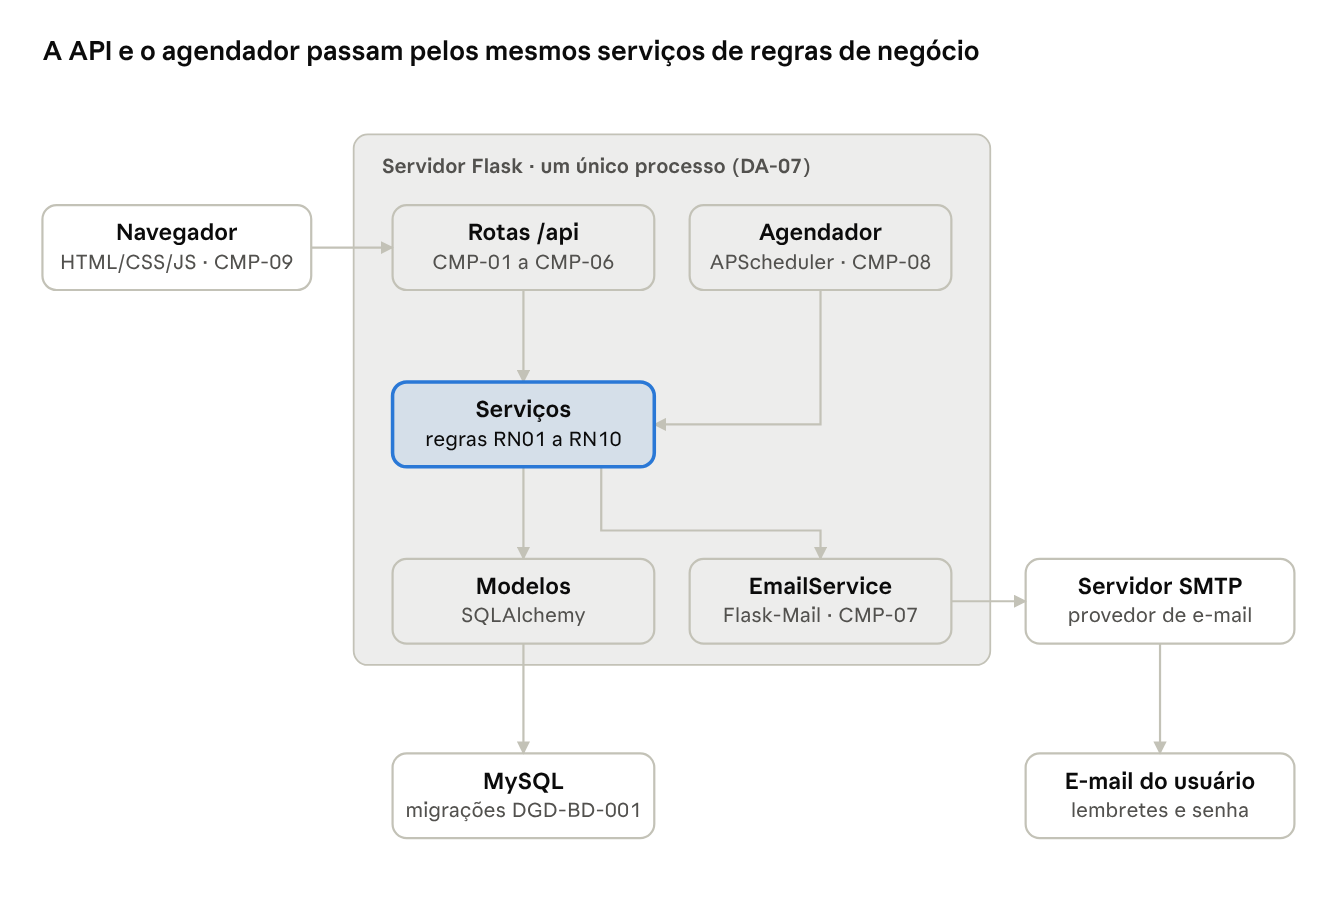 A API e o agendador passam pelos mesmos serviços de regras de negócio
Servidor Flask · um único processo (DA-07)
Navegador
HTML/CSS/JS · CMP-09
Rotas /api
CMP-01 a CMP-06
Agendador
APScheduler · CMP-08
Serviços
regras RN01 a RN10
Modelos
SQLAlchemy
EmailService
Flask-Mail · CMP-07
Servidor SMTP
provedor de e-mail
MySQL
migrações DGD-BD-001
E-mail do usuário
lembretes e senha